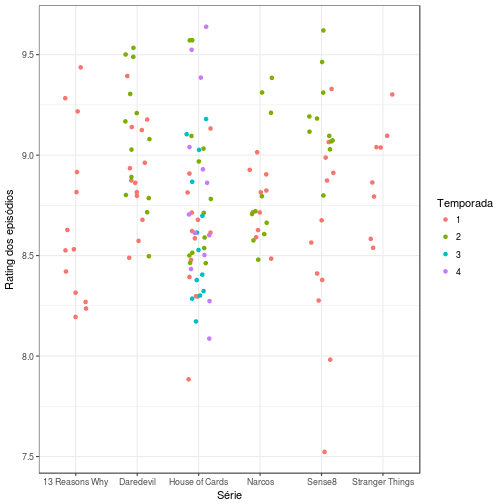 Rating dos episódios
9.5
9.0
8.5
8.0
7.5
13 Reasons Why Daredevil House of Cards Narcos Sense8 Stranger Things
Série
Temporada
1
2
3
4